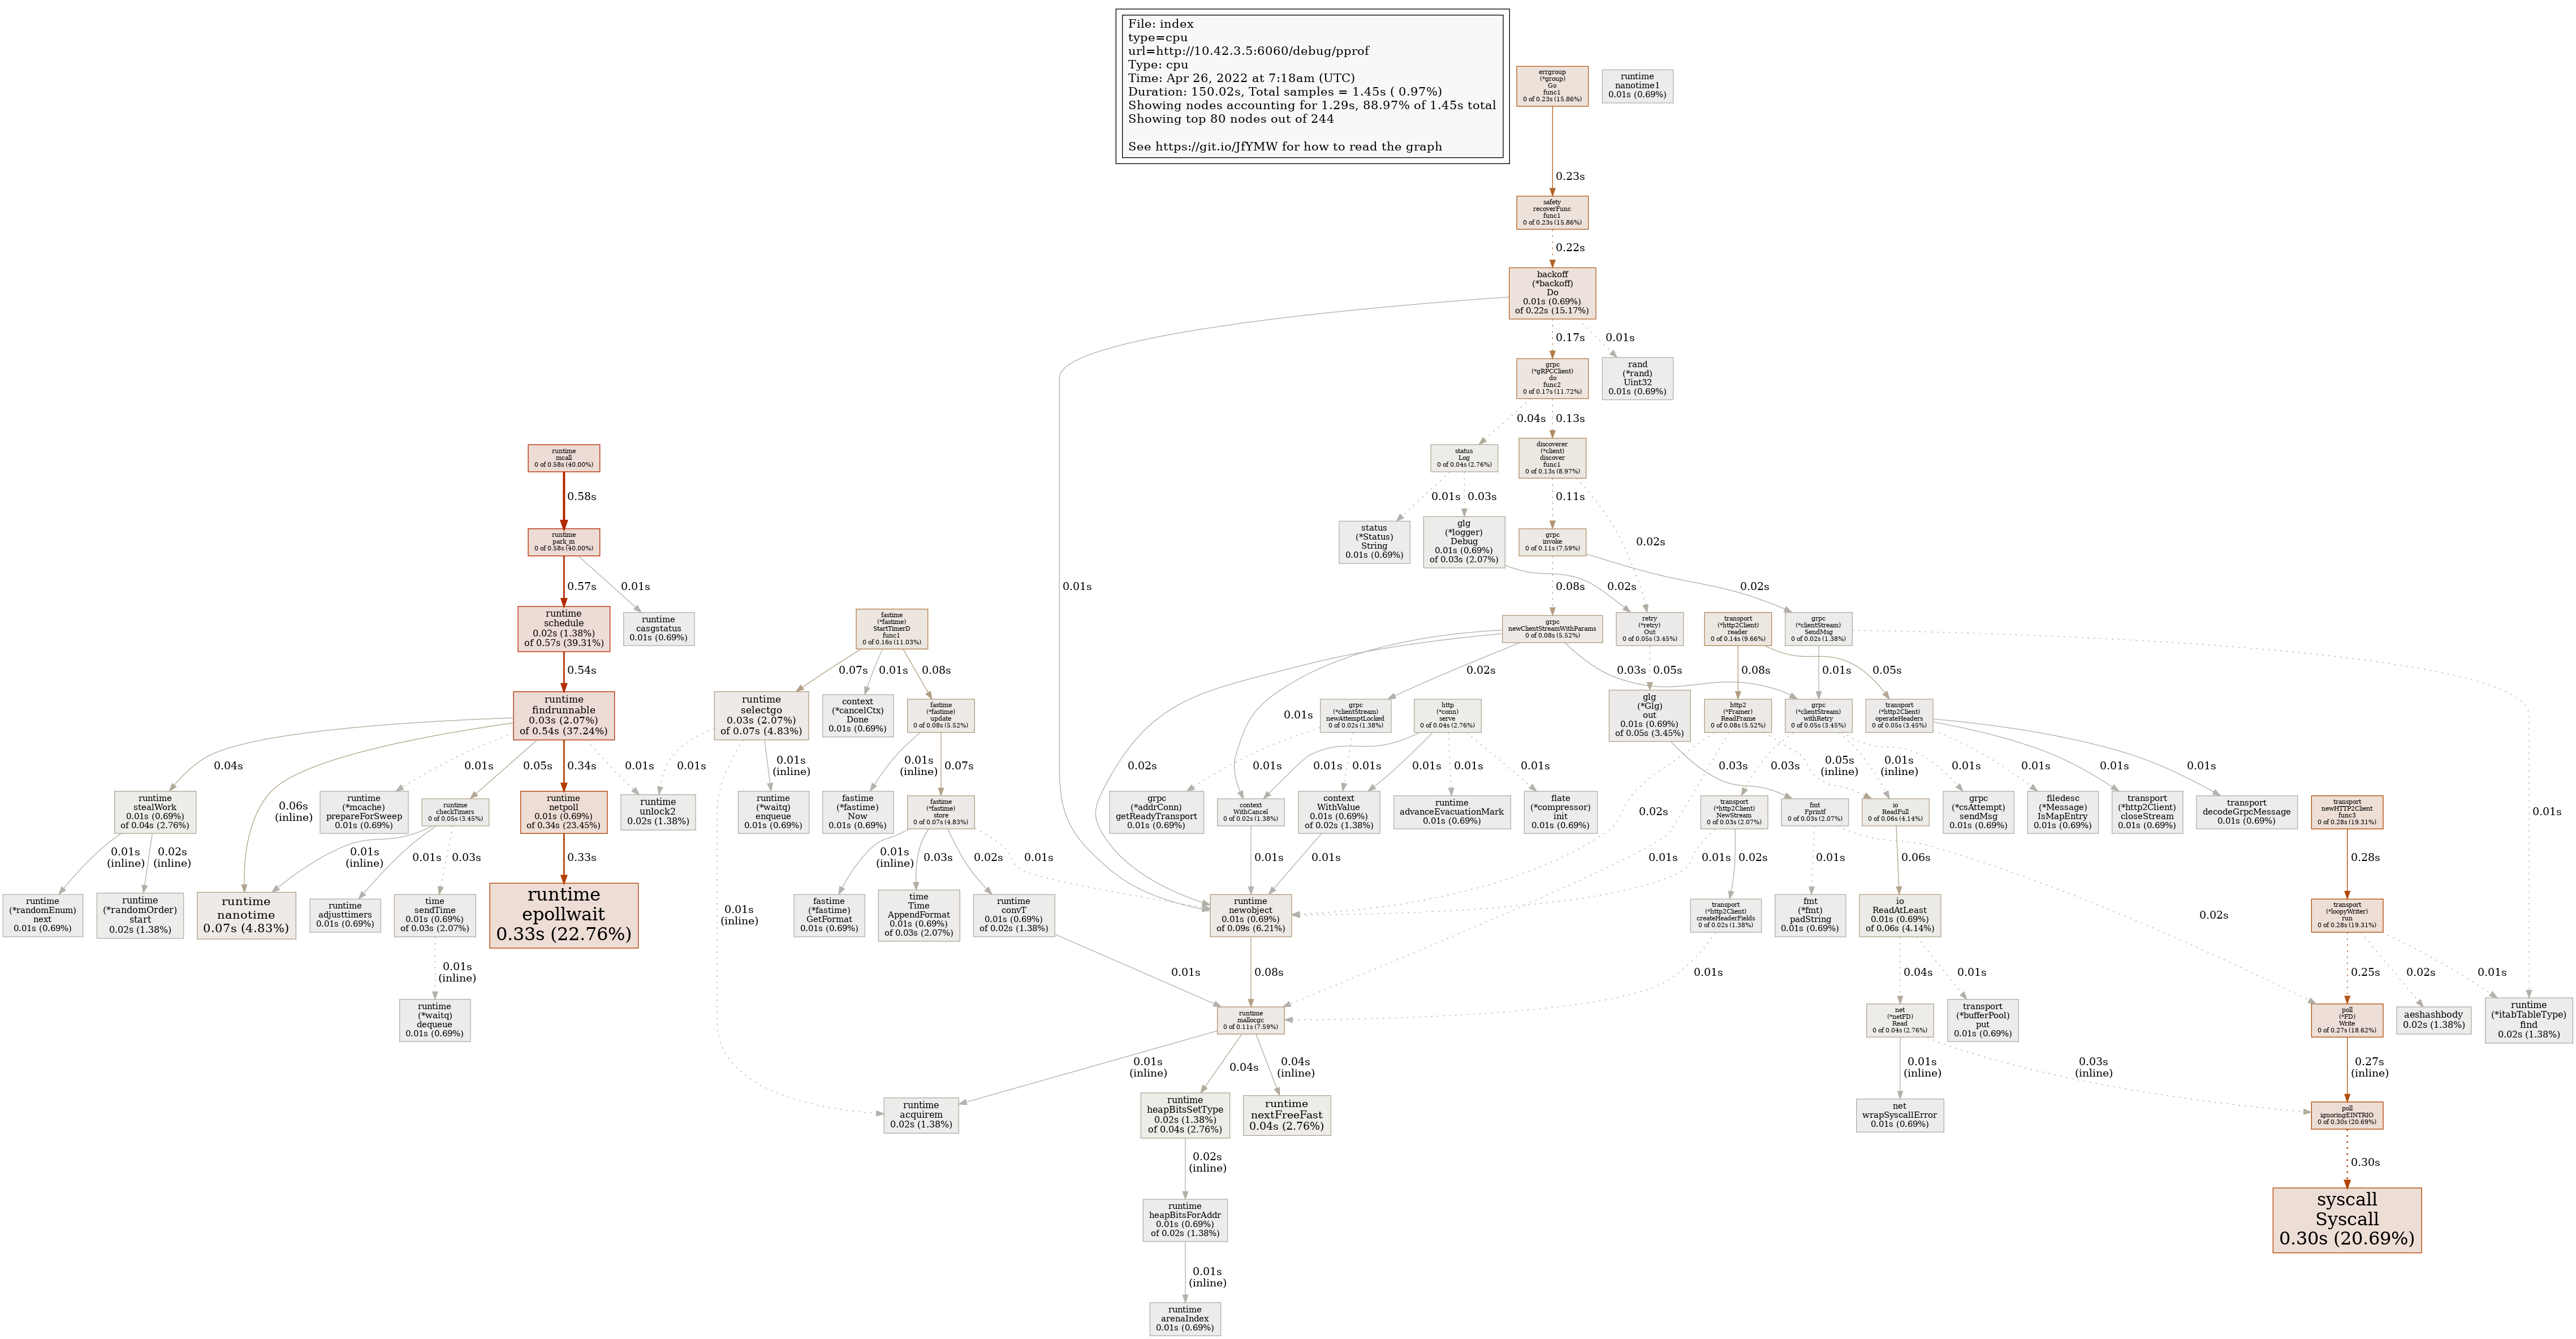 File: index
type=cpu
url=http://10.42.3.5:6060/debug/pprof
Type: cpu
Time: Apr 26, 2022 at 7:18am (UTC)
Duration: 150.02s, Total samples = 1.45s ( 0.97%)
Showing nodes accounting for 1.29s, 88.97% of 1.45s total
Showing top 80 nodes out of 244
See https://git.io/JfYMW for how to read the graph
errgroup
(*group)
Go
func1
0 of 0.23s (15.86%)
runtime
nanotime1
0.01s (0.69%)
0.23s
safety
recoverFunc
func1
0 of 0.23s (15.86%)
0.22s
backoff
(*backoff)
Do
0.01s (0.69%)
of 0.22s (15.17%)
0.17s
0.01s
grpc
(*gRPCClient)
do
func2
0 of 0.17s (11.72%)
rand
(*rand)
Uint32
0.01s (0.69%)
0.04s
0.13s
runtime
mcall
0 of 0.58s (40.00%)
status
Log
0 of 0.04s (2.76%)
discoverer
(*client)
discover
func1
0 of 0.13s (8.97%)
0.58s
0.01s
0.03s
0.11s
runtime
park_m
0 of 0.58s (40.00%)
status
(*Status)
String
0.01s (0.69%)
glg
(*logger)
Debug
0.01s (0.69%)
of 0.03s (2.07%)
grpc
invoke
0 of 0.11s (7.59%)
0.02s
0.57s
0.01s
0.01s
0.08s
0.02s
0.02s
runtime
schedule
0.02s (1.38%)
of 0.57s (39.31%)
runtime
casgstatus
0.01s (0.69%)
fastime
(*fastime)
StartTimerD
func1
0 of 0.16s (11.03%)
grpc
newClientStreamWithParams
0 of 0.08s (5.52%)
retry
(*retry)
Out
0 of 0.05s (3.45%)
transport
(*http2Client)
reader
0 of 0.14s (9.66%)
grpc
(*clientStream)
SendMsg
0 of 0.02s (1.38%)
0.54s
0.07s
0.01s
0.08s
0.02s
0.03s
0.05s
0.08s
0.01s
0.05s
runtime
findrunnable
0.03s (2.07%)
of 0.54s (37.24%)
runtime
selectgo
0.03s (2.07%)
of 0.07s (4.83%)
context
(*cancelCtx)
Done
0.01s (0.69%)
fastime
(*fastime)
update
0 of 0.08s (5.52%)
0.01s
grpc
(*clientStream)
newAttemptLocked
0 of 0.02s (1.38%)
http
(*conn)
serve
0 of 0.04s (2.76%)
glg
(*Glg)
out
0.01s (0.69%)
of 0.05s (3.45%)
http2
(*Framer)
ReadFrame
0 of 0.08s (5.52%)
grpc
(*clientStream)
withRetry
0 of 0.05s (3.45%)
transport
(*http2Client)
operateHeaders
0 of 0.05s (3.45%)
0.04s
0.06s
(inline)
0.01s
0.05s
0.34s
0.01s
0.01s
0.01s
(inline)
0.01s
(inline)
0.07s
0.02s
0.01s
0.01s
0.01s
0.01s
0.01s
0.03s
0.02s
0.03s
0.05s
(inline)
0.01s
(inline)
0.01s
0.01s
0.01s
0.01s
0.01s
runtime
stealWork
0.01s (0.69%)
of 0.04s (2.76%)
runtime
(*mcache)
prepareForSweep
0.01s (0.69%)
runtime
checkTimers
0 of 0.05s (3.45%)
runtime
netpoll
0.01s (0.69%)
of 0.34s (23.45%)
runtime
unlock2
0.02s (1.38%)
runtime
(*waitq)
enqueue
0.01s (0.69%)
fastime
(*fastime)
Now
0.01s (0.69%)
fastime
(*fastime)
store
0 of 0.07s (4.83%)
grpc
(*addrConn)
getReadyTransport
0.01s (0.69%)
context
WithCancel
0 of 0.02s (1.38%)
context
WithValue
0.01s (0.69%)
of 0.02s (1.38%)
runtime
advanceEvacuationMark
0.01s (0.69%)
flate
(*compressor)
init
0.01s (0.69%)
transport
(*http2Client)
NewStream
0 of 0.03s (2.07%)
fmt
Fprintf
0 of 0.03s (2.07%)
io
ReadFull
0 of 0.06s (4.14%)
grpc
(*csAttempt)
sendMsg
0.01s (0.69%)
filedesc
(*Message)
IsMapEntry
0.01s (0.69%)
transport
(*http2Client)
closeStream
0.01s (0.69%)
transport
decodeGrpcMessage
0.01s (0.69%)
transport
newHTTP2Client
func3
0 of 0.28s (19.31%)
0.01s
(inline)
0.02s
(inline)
0.01s
(inline)
0.01s
0.03s
0.33s
0.01s
(inline)
0.03s
0.02s
0.01s
0.01s
0.01s
0.01s
0.01s
0.02s
0.01s
0.06s
0.28s
runtime
(*randomEnum)
next
0.01s (0.69%)
runtime
(*randomOrder)
start
0.02s (1.38%)
runtime
nanotime
0.07s (4.83%)
runtime
adjusttimers
0.01s (0.69%)
time
sendTime
0.01s (0.69%)
of 0.03s (2.07%)
runtime
epollwait
0.33s (22.76%)
0.01s
(inline)
fastime
(*fastime)
GetFormat
0.01s (0.69%)
time
Time
AppendFormat
0.01s (0.69%)
of 0.03s (2.07%)
runtime
convT
0.01s (0.69%)
of 0.02s (1.38%)
runtime
newobject
0.01s (0.69%)
of 0.09s (6.21%)
transport
(*http2Client)
createHeaderFields
0 of 0.02s (1.38%)
fmt
(*fmt)
padString
0.01s (0.69%)
io
ReadAtLeast
0.01s (0.69%)
of 0.06s (4.14%)
0.02s
transport
(*loopyWriter)
run
0 of 0.28s (19.31%)
0.01s
(inline)
0.01s
0.08s
0.01s
0.04s
0.01s
0.25s
0.02s
0.01s
runtime
(*waitq)
dequeue
0.01s (0.69%)
runtime
mallocgc
0 of 0.11s (7.59%)
net
(*netFD)
Read
0 of 0.04s (2.76%)
transport
(*bufferPool)
put
0.01s (0.69%)
poll
(*FD)
Write
0 of 0.27s (18.62%)
aeshashbody
0.02s (1.38%)
runtime
(*itabTableType)
find
0.02s (1.38%)
0.01s
(inline)
0.04s
0.04s
(inline)
0.01s
(inline)
0.03s
(inline)
0.27s
(inline)
runtime
acquirem
0.02s (1.38%)
runtime
heapBitsSetType
0.02s (1.38%)
of 0.04s (2.76%)
runtime
nextFreeFast
0.04s (2.76%)
net
wrapSyscallError
0.01s (0.69%)
poll
ignoringEINTRIO
0 of 0.30s (20.69%)
0.02s
(inline)
0.30s
runtime
heapBitsForAddr
0.01s (0.69%)
of 0.02s (1.38%)
syscall
Syscall
0.30s (20.69%)
0.01s
(inline)
runtime
arenaIndex
0.01s (0.69%)